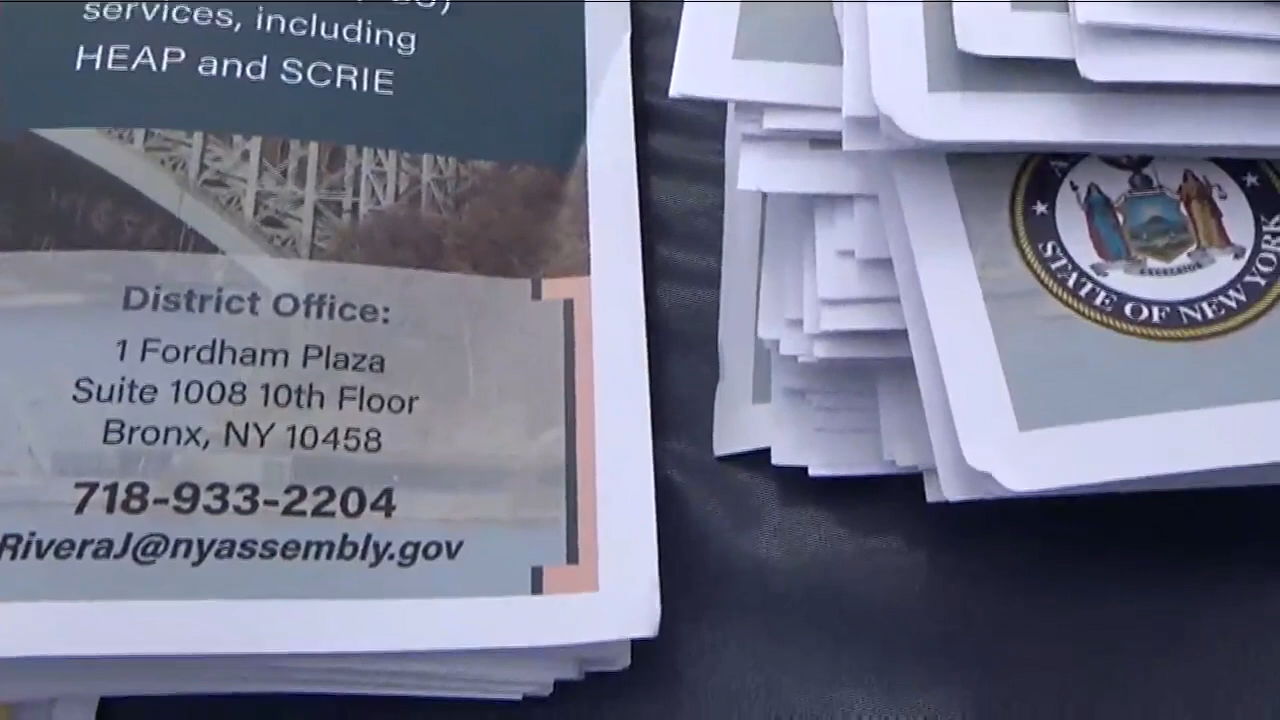 services, including
HEAP and SCRIE
District Office:
1 Fordham Plaza
Suite 1008 10th Floor
Bronx, NY 10458
718-933-2204
RiveraJ@nyassembly.gov
STATE OF NEW YORK
EXCELSIOR